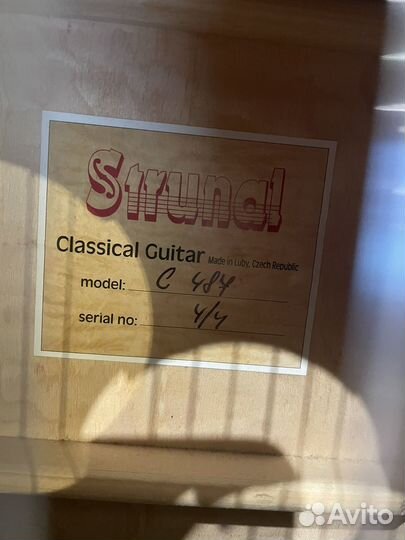 Strunal
Classical Guitar Made in Luby, Czech Republic
model: C 484
serial no: 4/4
Avito